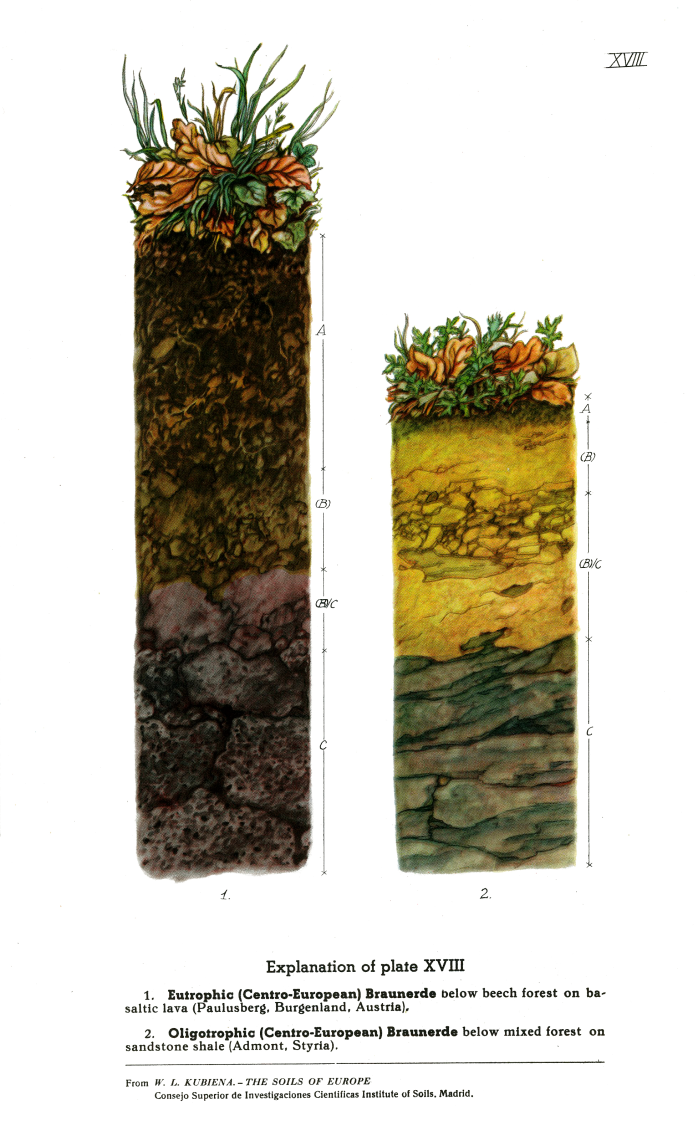 XVIII
A
(B)
(B)/C
C
A
(B)
(B)/C
C
1.
2.
Explanation of plate XVIII
1. Eutrophic (Centro-European) Braunerde below beech forest on ba-
saltic lava (Paulusberg, Burgenland, Austria).
2. Oligotrophic (Centro-European) Braunerde below mixed forest on
sandstone shale (Admont, Styria).
From W. L. KUBIENA. – THE SOILS OF EUROPE
Consejo Superior de Investigaciones Cientificas Institute of Soils, Madrid.